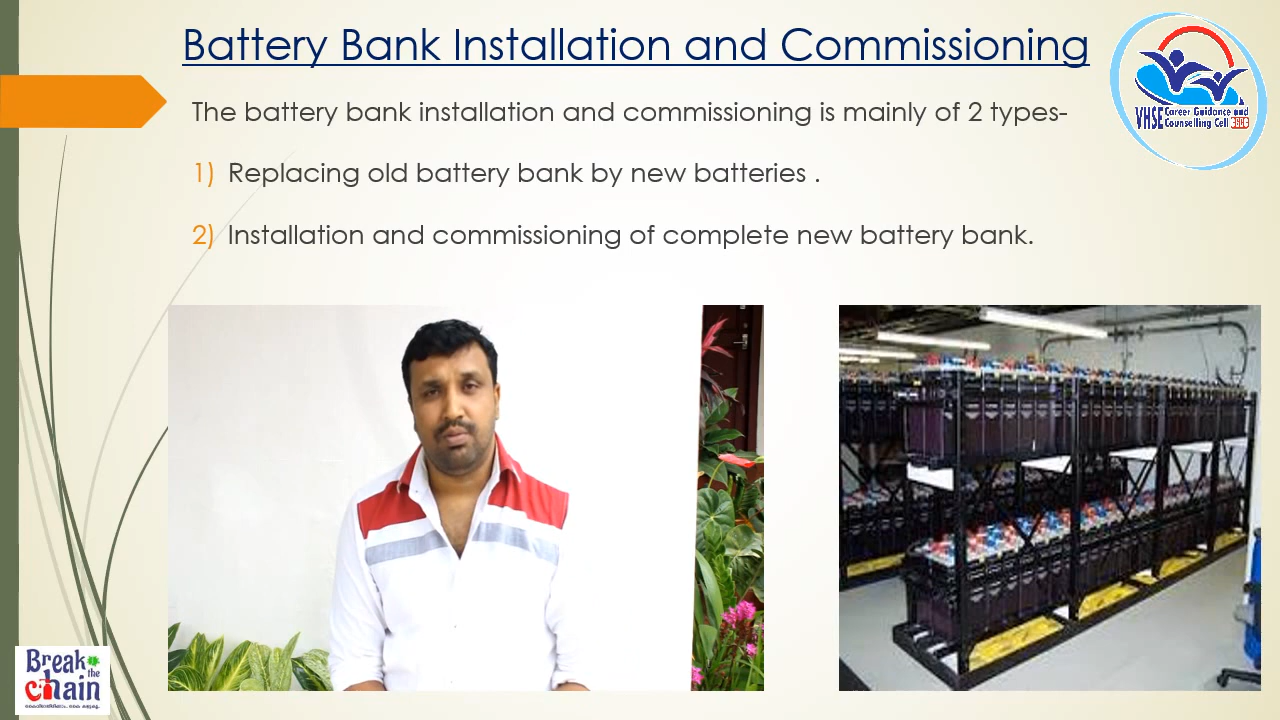 Battery Bank Installation and Commissioning
The battery bank installation and commissioning is mainly of 2 types-
1) Replacing old battery bank by new batteries .
2) Installation and commissioning of complete new battery bank.
VHSE Career Guidance and
Counselling Cell
Break
the
chain